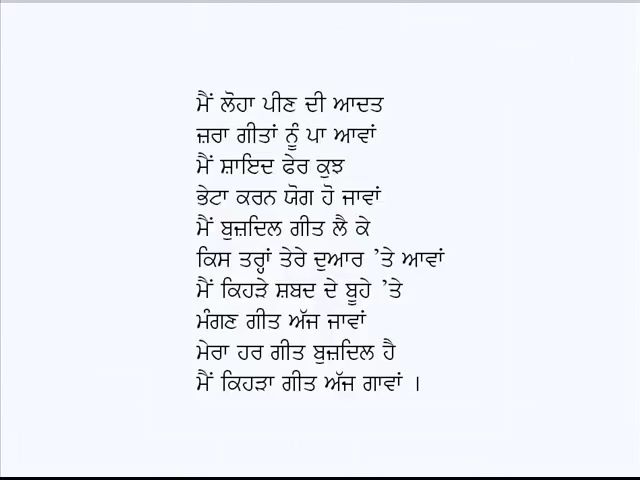 ਮੈਂ ਲੋਹਾ ਪੀਣ ਦੀ ਆਦਤ
ਜ਼ਰਾ ਗੀਤਾਂ ਨੂੰ ਪਾ ਆਵਾਂ
ਮੈਂ ਸ਼ਾਇਦ ਫੇਰ ਕੁਝ
ਭੇਟਾ ਕਰਨ ਯੋਗ ਹੋ ਜਾਵਾਂ
ਮੈਂ ਬੁਜ਼ਦਿਲ ਗੀਤ ਲੈ ਕੇ
ਕਿਸ ਤਰ੍ਹਾਂ ਤੇਰੇ ਦੁਆਰ ’ਤੇ ਆਵਾਂ
ਮੈਂ ਕਿਹੜੇ ਸ਼ਬਦ ਦੇ ਬੂਹੇ ’ਤੇ
ਮੰਗਣ ਗੀਤ ਅੱਜ ਜਾਵਾਂ
ਮੇਰਾ ਹਰ ਗੀਤ ਬੁਜ਼ਦਿਲ ਹੈ
ਮੈਂ ਕਿਹੜਾ ਗੀਤ ਅੱਜ ਗਾਵਾਂ ।